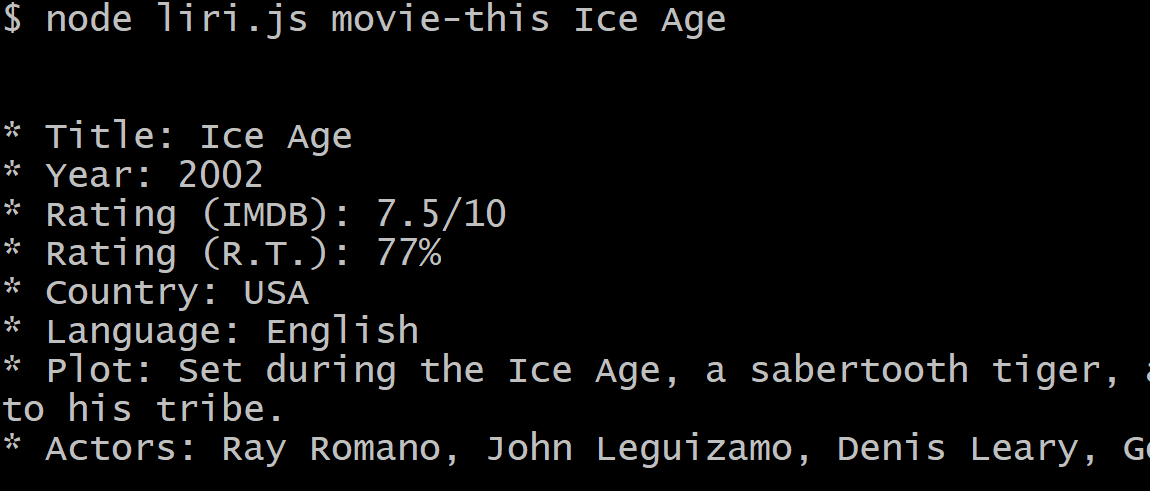 $ node liri.js movie-this Ice Age
* Title: Ice Age
* Year: 2002
* Rating (IMDB): 7.5/10
* Rating (R.T.): 77%
* Country: USA
* Language: English
* Plot: Set during the Ice Age, a sabertooth tiger,
to his tribe.
* Actors: Ray Romano, John Leguizamo, Denis Leary,